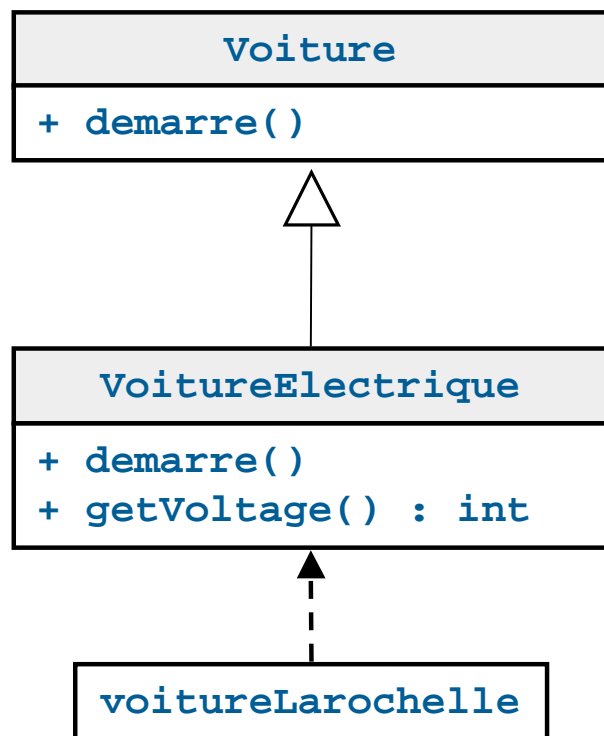 Voiture
+ demarre()
VoitureElectrique
+ demarre()
+ getVoltage() : int
voitureLarochelle